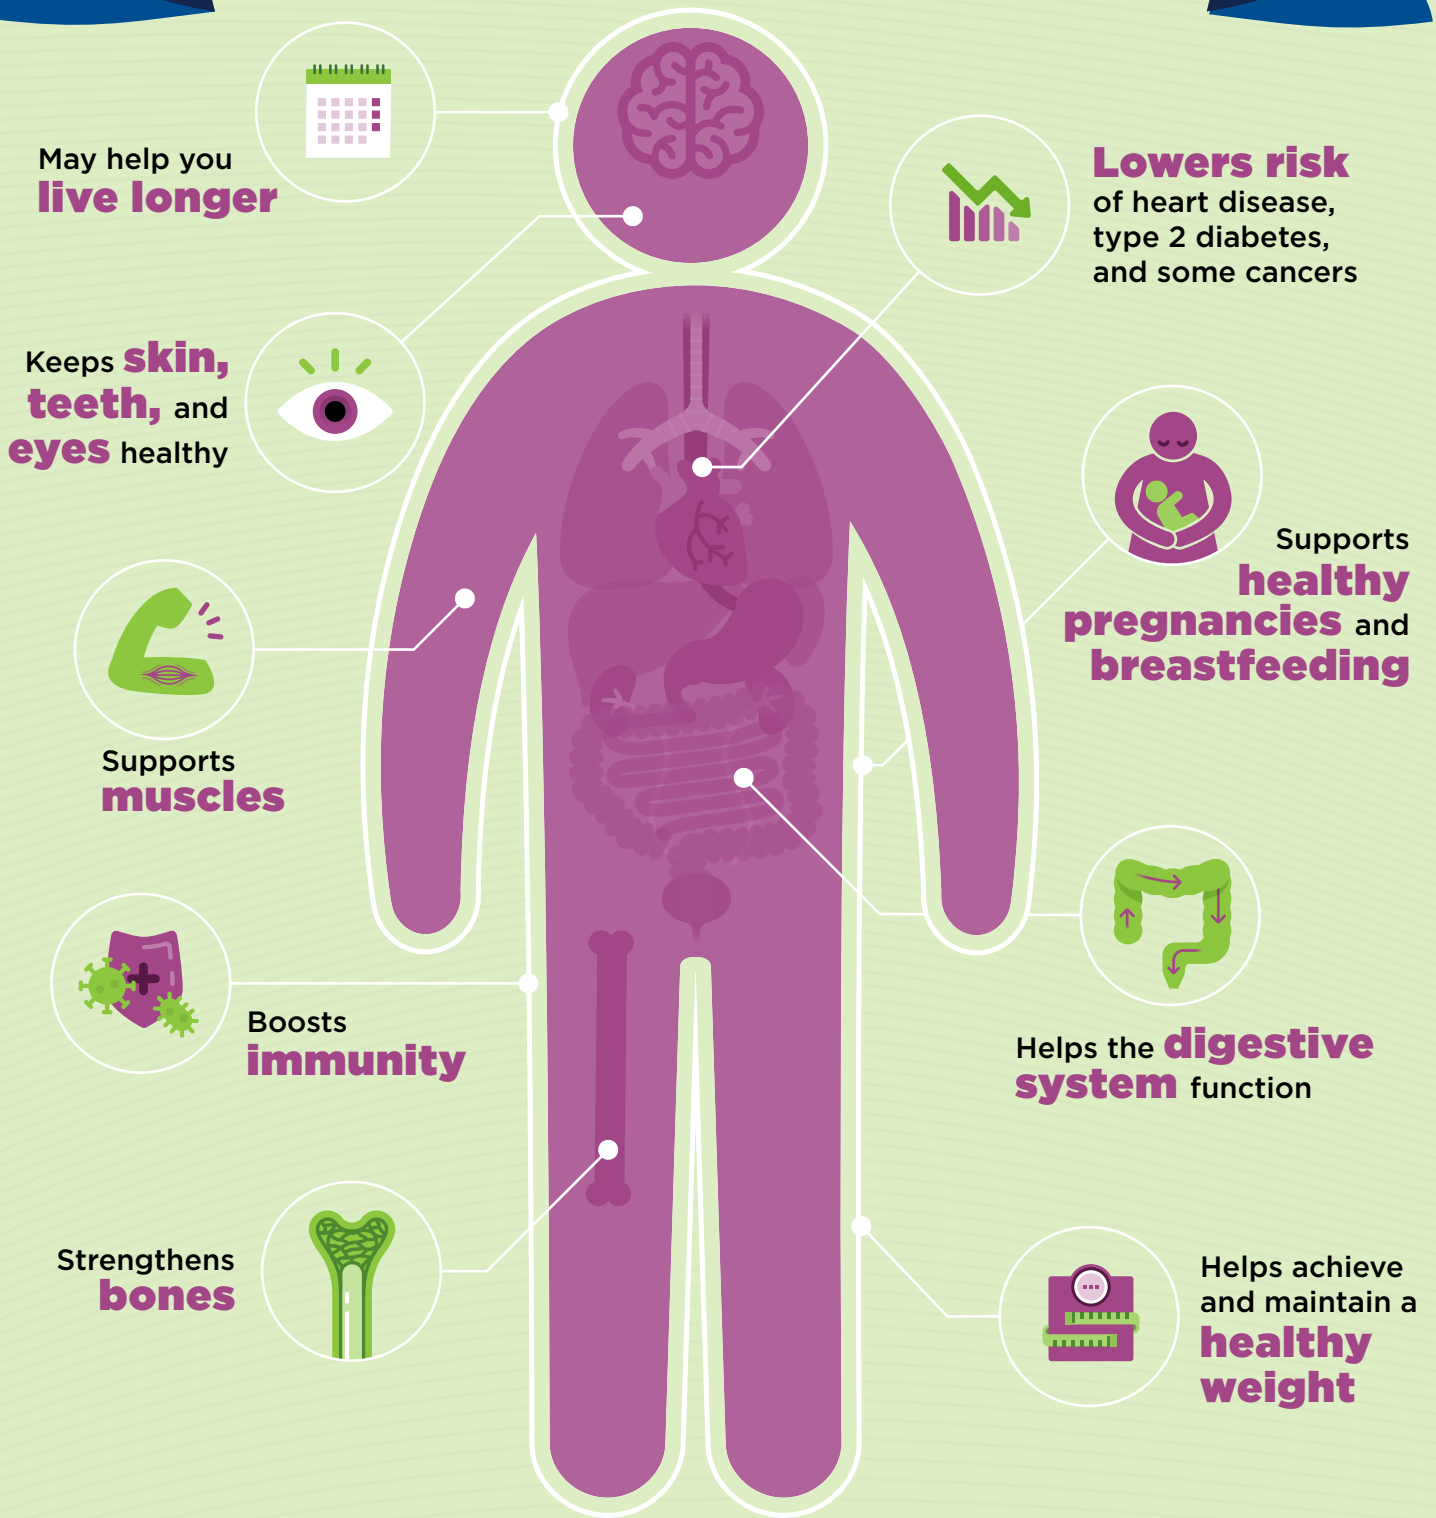 May help you
live longer
Keeps skin,
teeth, and
eyes healthy
Supports
muscles
Boosts
immunity
Strengthens
bones
Lowers risk
of heart disease,
type 2 diabetes,
and some cancers
Supports
healthy
pregnancies and
breastfeeding
Helps the digestive
system function
Helps achieve
and maintain a
healthy
weight